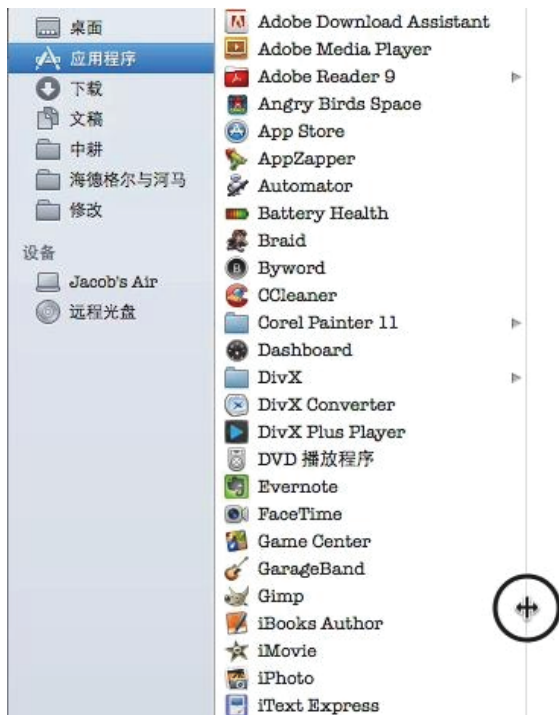 桌面
应用程序
下载
文稿
中耕
海德格尔与河马
修改
设备
Jacob's Air
远程光盘
Adobe Download Assistant
Adobe Media Player
Adobe Reader 9
Angry Birds Space
App Store
AppZapper
Automator
Battery Health
Braid
Byword
CCleaner
Corel Painter 11
Dashboard
DivX
DivX Converter
DivX Plus Player
DVD 播放程序
Evernote
FaceTime
Game Center
GarageBand
Gimp
iBooks Author
iMovie
iPhoto
iText Express